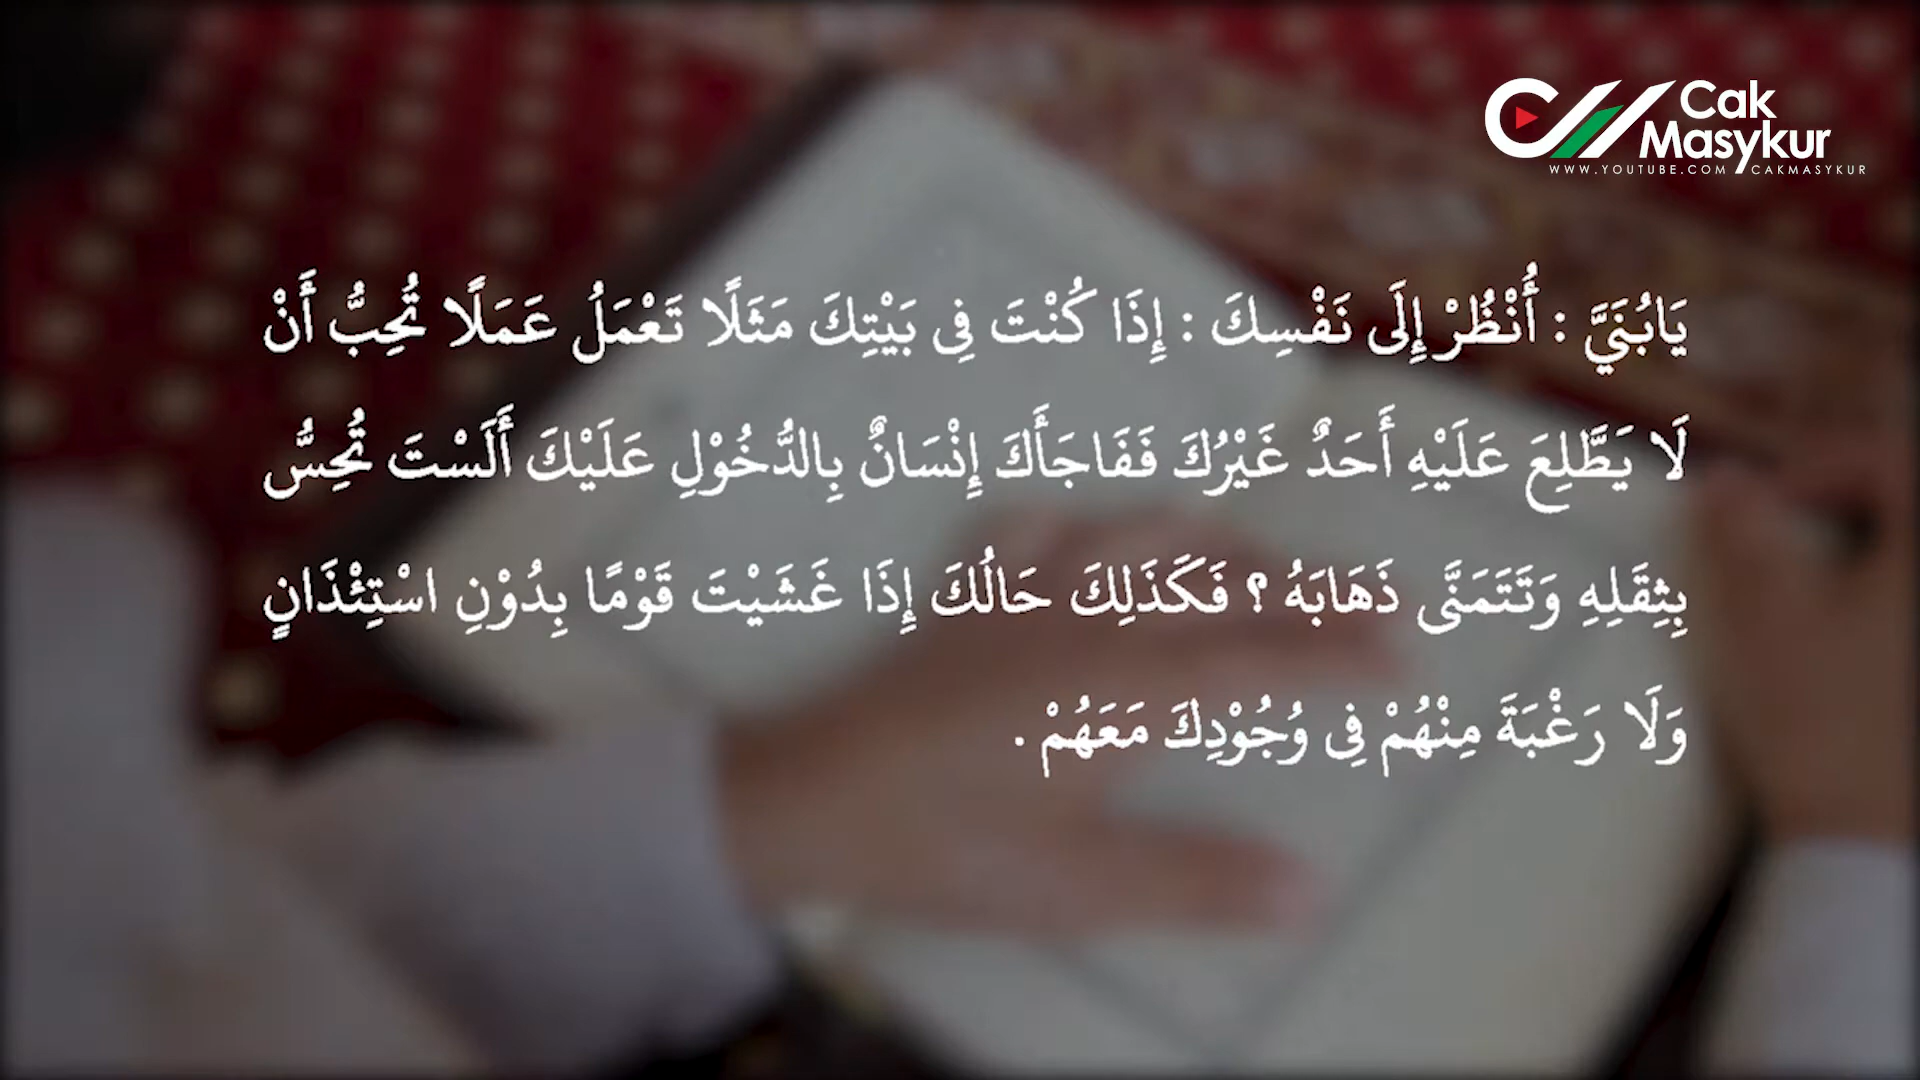 Cak
Masykur
WWW.YOUTUBE.COM / CAKMASYKUR
يَابُنَيَّ : أُنْظُرْ إِلَى نَفْسِكَ : إِذَا كُنْتَ فِى بَيْتِكَ مَثَلًا تَعْمَلُ عَمَلًا تُحِبُّ أَنْ
لَا يَطَّلِعَ عَلَيْهِ أَحَدٌ غَيْرُكَ فَفَاجَأَكَ إِنْسَانٌ بِالدُّخُوْلِ عَلَيْكَ أَلَسْتَ تُحِسُّ
بِثِقَلِهِ وَتَتَمَنَّى ذَهَابَهُ ؟ فَكَذَلِكَ حَالُكَ إِذَا غَشَيْتَ قَوْمًا بِدُوْنِ اسْتِئْذَانٍ
وَلَا رَغْبَةَ مِنْهُمْ فِى وُجُوْدِكَ مَعَهُمْ .